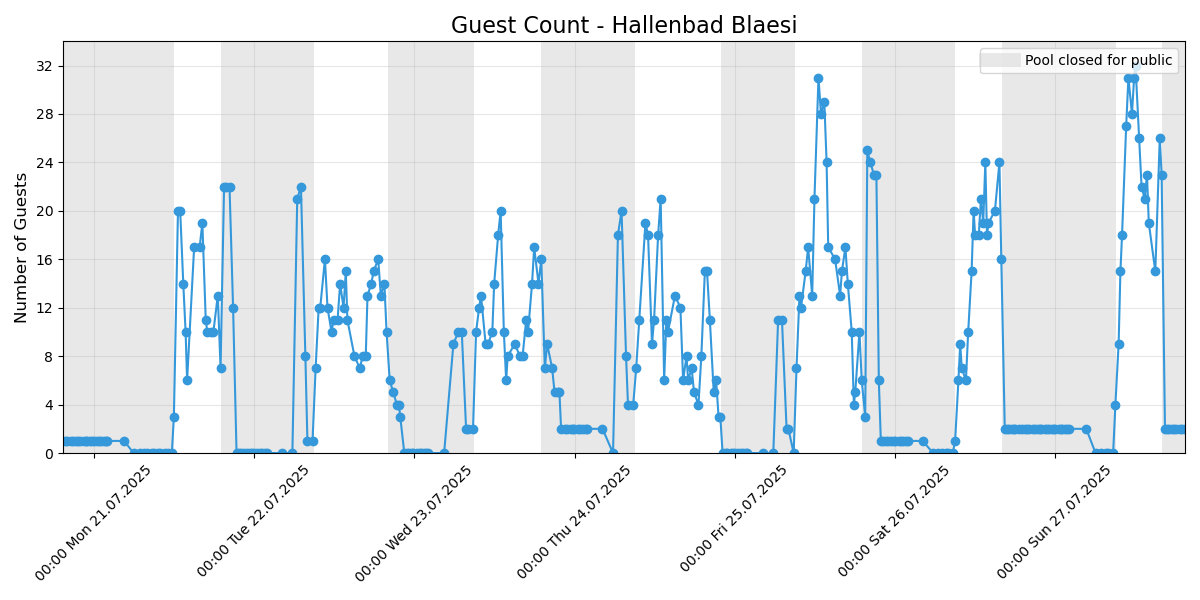 Guest Count - Hallenbad Blaesi
Pool closed for public
Number of Guests
32
28
24
20
16
12
8
4
0
00:00 Mon 21.07.2025
00:00 Tue 22.07.2025
00:00 Wed 23.07.2025
00:00 Thu 24.07.2025
00:00 Fri 25.07.2025
00:00 Sat 26.07.2025
00:00 Sun 27.07.2025